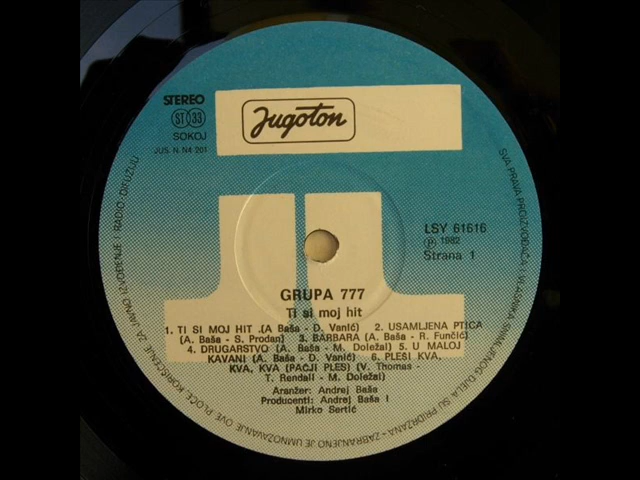 STEREO
ST 33
SOKOJ
JUS. N. N4 201
Jugoton
LSY 61616
Ⓟ 1982
Strana 1
GRUPA 777
Ti si moj hit
1. TI SI MOJ HIT .(A Baša - D. Vanić) 2. USAMLJENA PTICA
(A. Baša - S. Prodan) 3. BARBARA (A. Baša - R. Funčić)
4. DRUGARSTVO (A. Baša - M. Doležal) 5. U MALOJ
KAVANI (A. Baša - D. Vanić) 6. PLEŠI KVA,
KVA, KVA (PAČJI PLES) (V. Thomas -
T. Rendall - M. Doležal)
Aranžer: Andrej Baša
Producenti: Andrej Baša i
Mirko Sertić
SVA PRAVA PROIZVOĐAČA I VLASNIKA SNIMLJENOG DJELA SU PRIDRŽANA - ZABRANJENO JE UMNOŽAVANJE OVE PLOČE, KORIŠĆENJE ZA JAVNO IZVOĐENJE I RADIO-DIFUZIJU